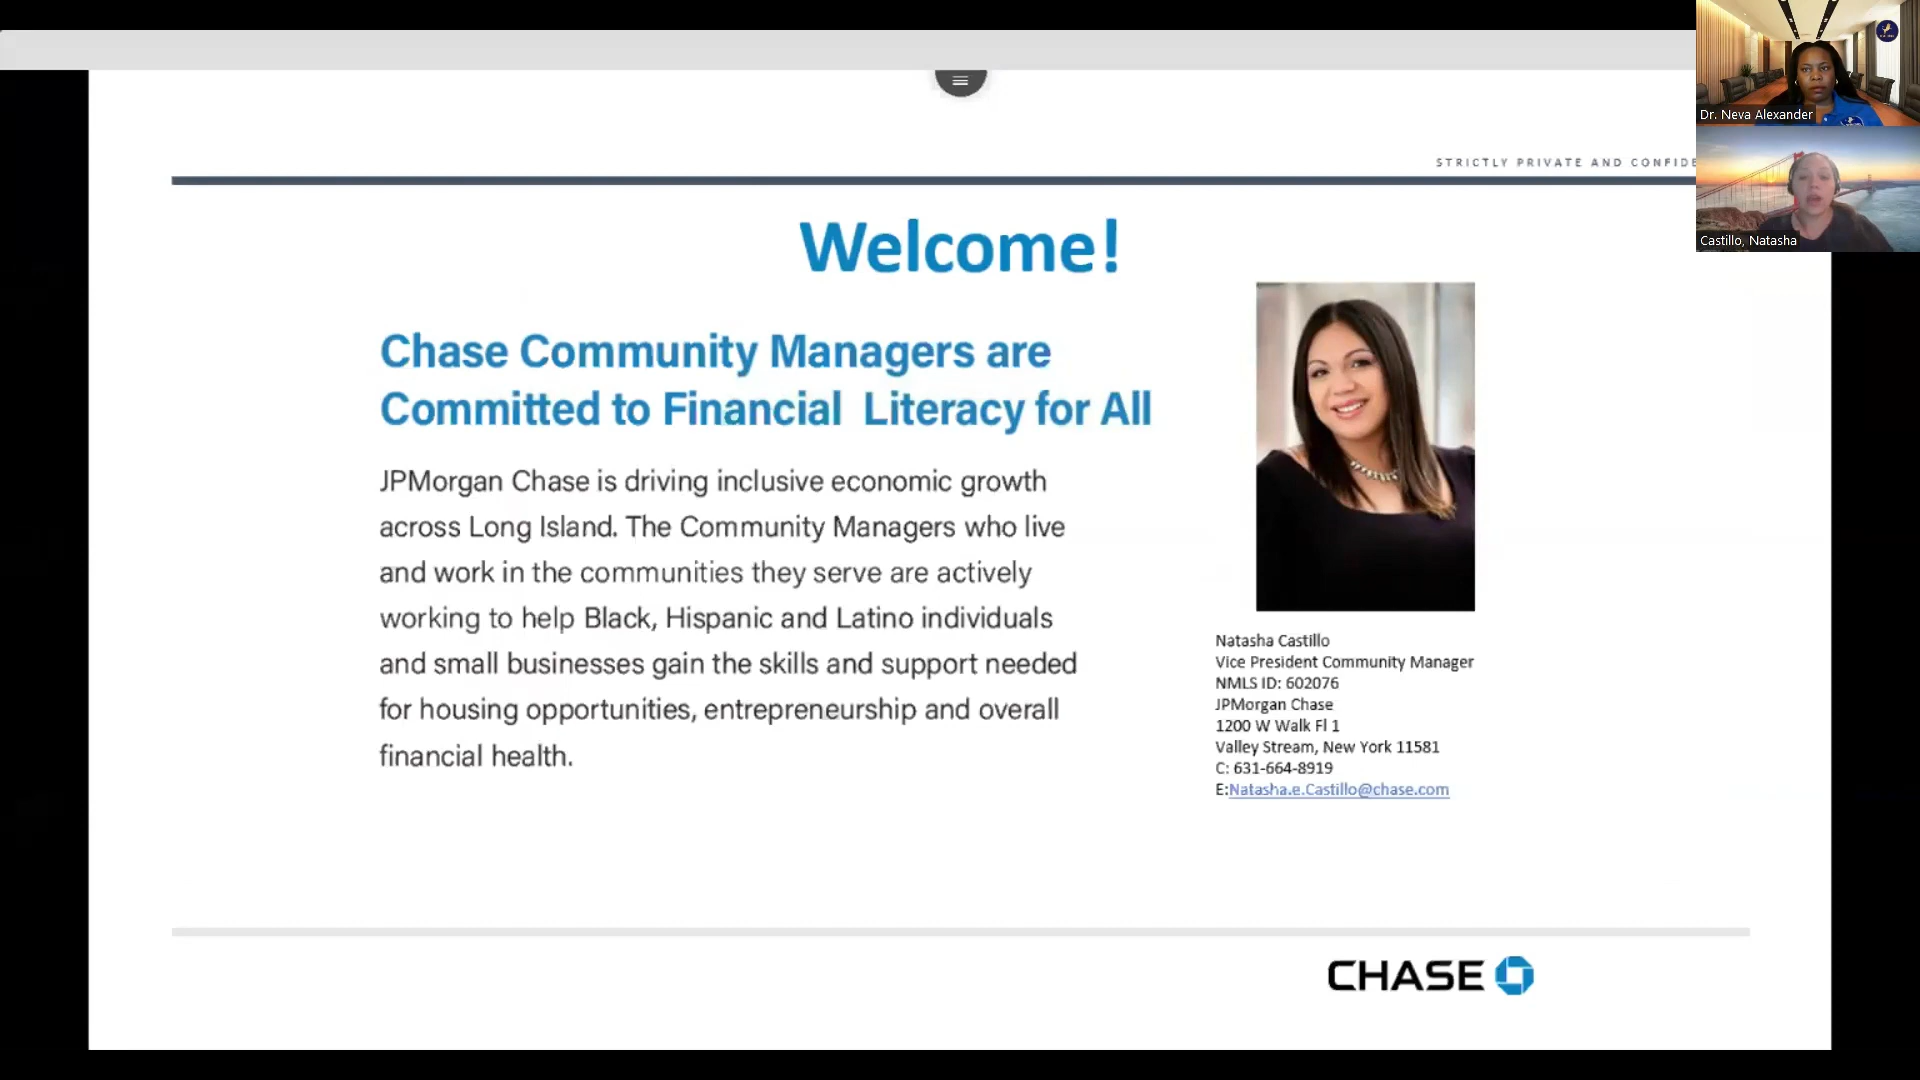 STRICTLY PRIVATE AND CONFIDE
Welcome!
Chase Community Managers are
Committed to Financial Literacy for All
JPMorgan Chase is driving inclusive economic growth
across Long Island. The Community Managers who live
and work in the communities they serve are actively
working to help Black, Hispanic and Latino individuals
and small businesses gain the skills and support needed
for housing opportunities, entrepreneurship and overall
financial health.
Natasha Castillo
Vice President Community Manager
NMLS ID: 602076
JPMorgan Chase
1200 W Walk Fl 1
Valley Stream, New York 11581
C: 631-664-8919
E:Natasha.e.Castillo@chase.com
CHASE
Dr. Neva Alexander
Castillo, Natasha